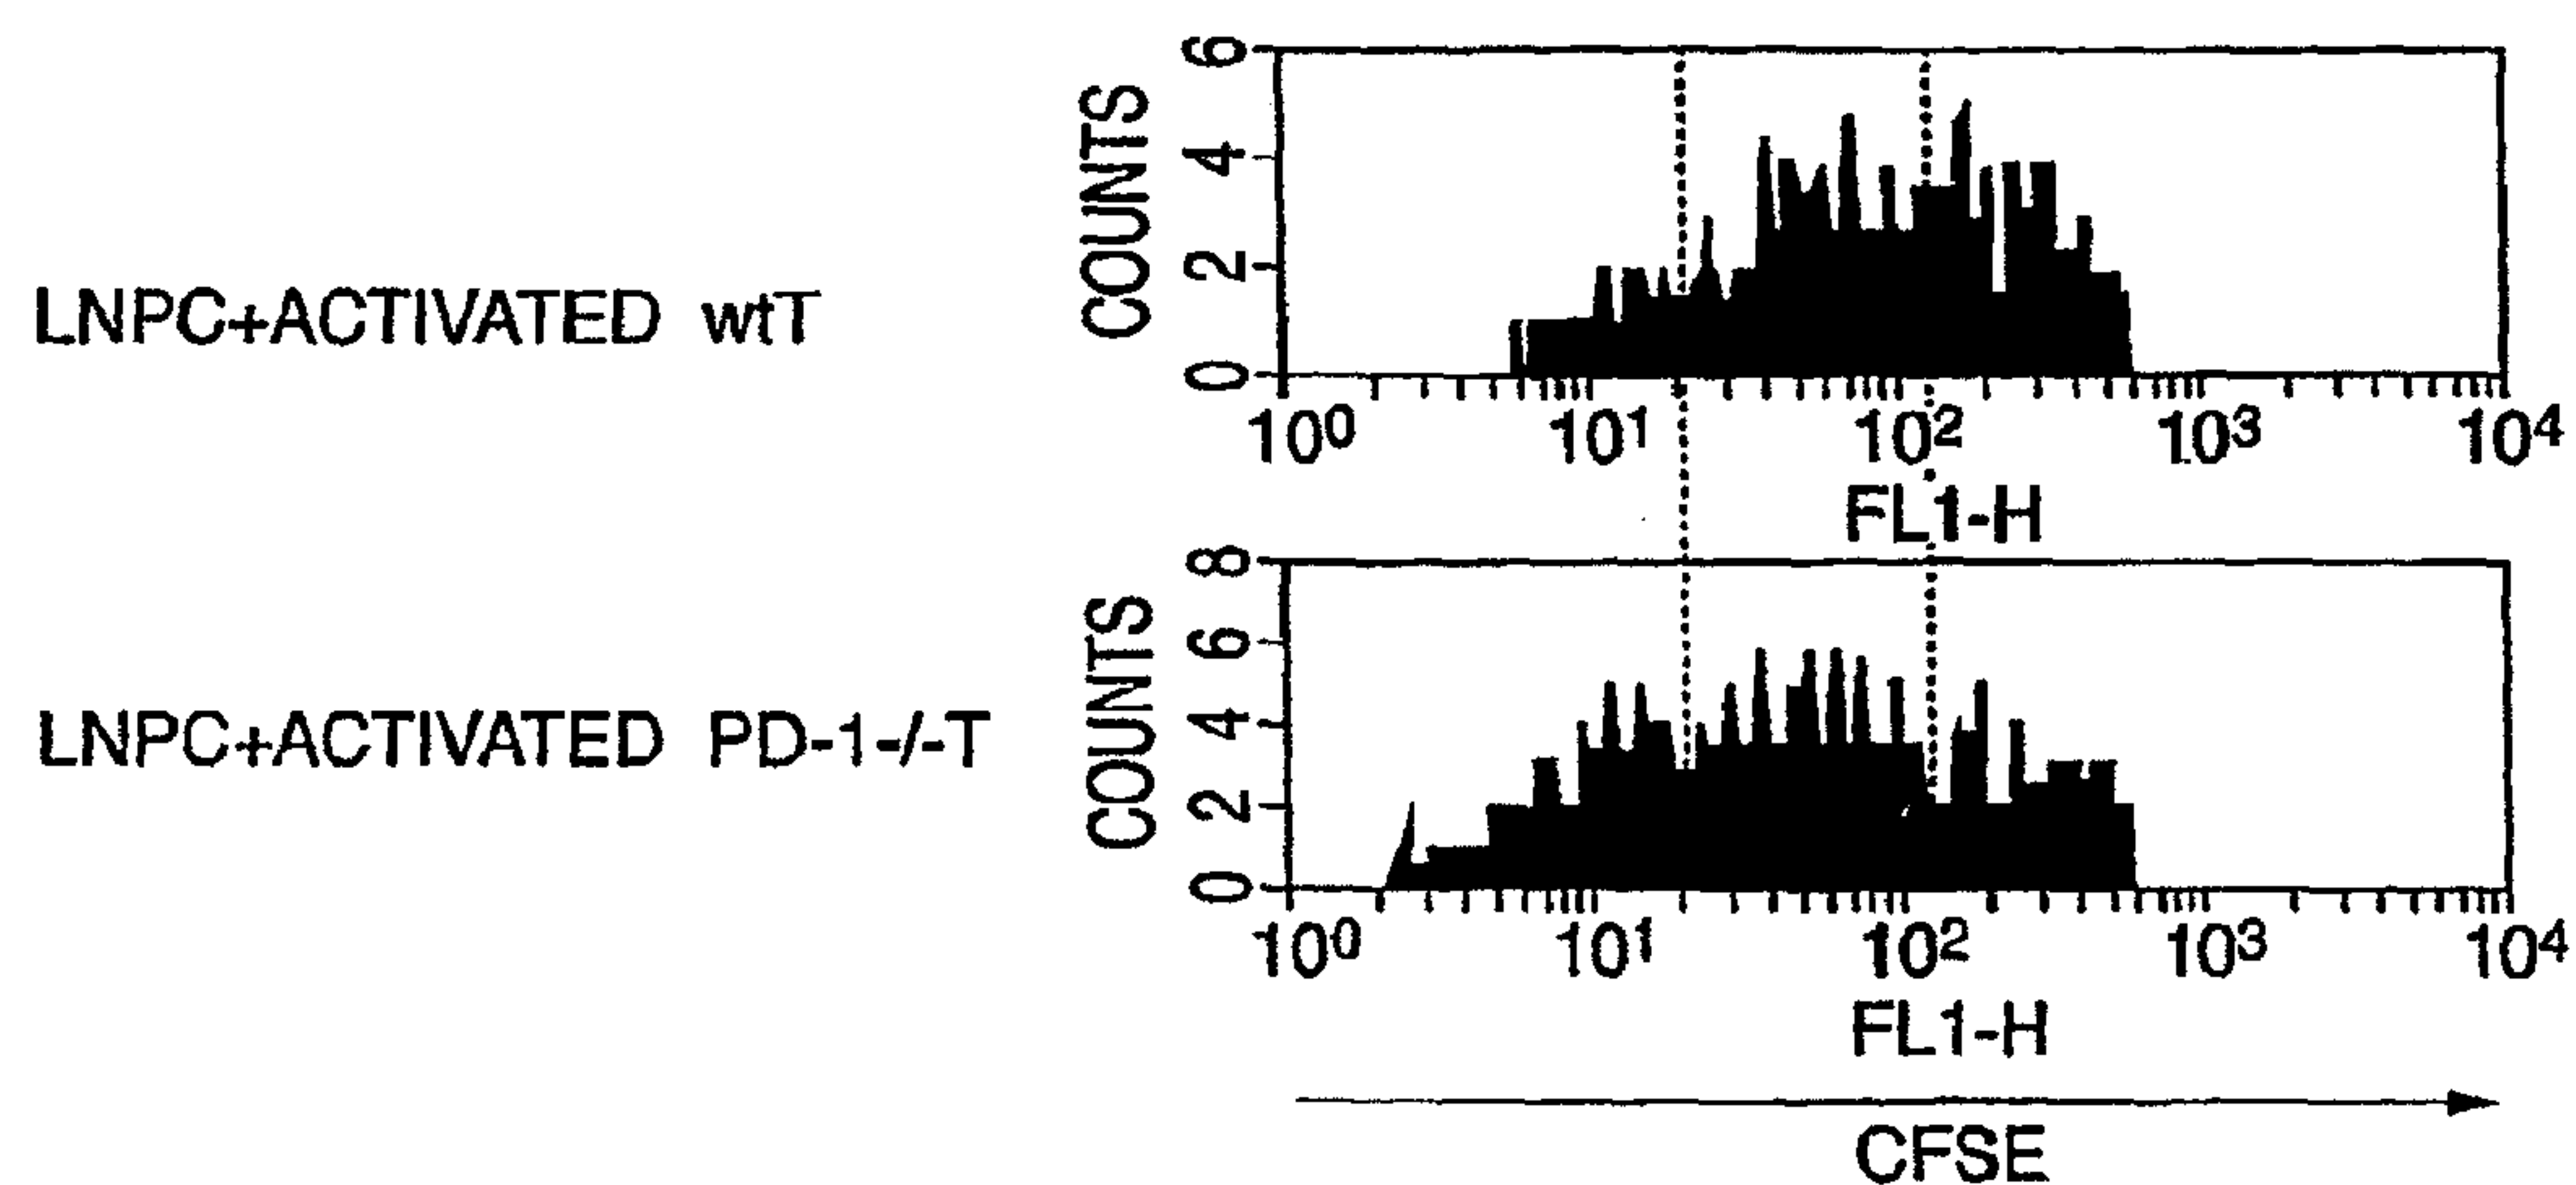 6
4
2
0
COUNTS
LNPC+ACTIVATED wtT
10⁰ 10¹ 10² 10³ 10⁴
FL1-H
8
6
4
2
0
COUNTS
LNPC+ACTIVATED PD-1-/-T
10⁰ 10¹ 10² 10³ 10⁴
FL1-H
CFSE